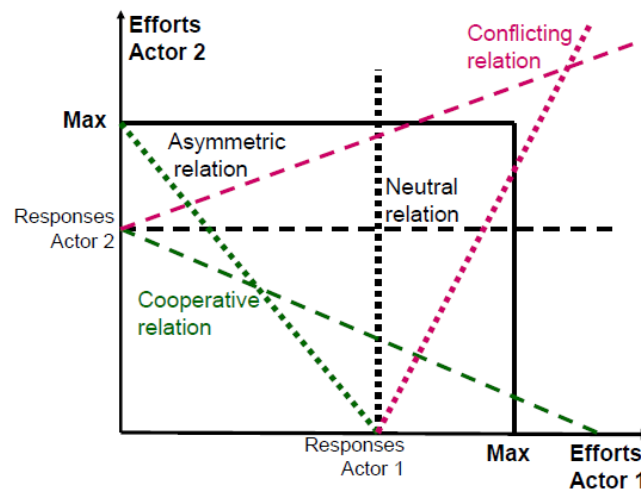 Efforts
Actor 2
Conflicting
relation
Max
Asymmetric
relation
Neutral
relation
Responses
Actor 2
Cooperative
relation
Responses
Actor 1
Max
Efforts
Actor 1